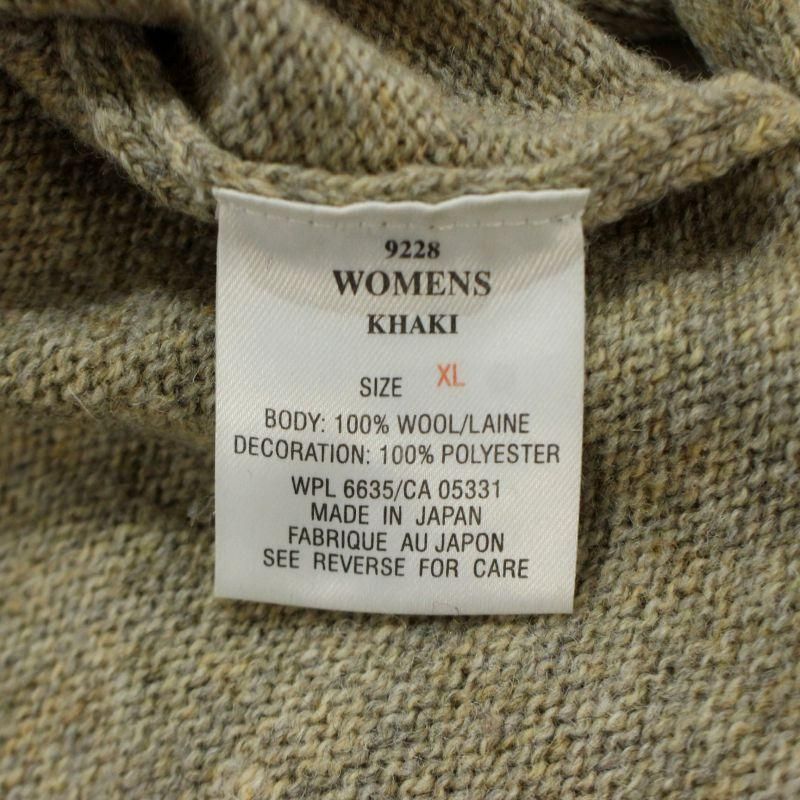 9228
WOMENS
KHAKI
SIZE XL
BODY: 100% WOOL/LAINE
DECORATION: 100% POLYESTER
WPL 6635/CA 05331
MADE IN JAPAN
FABRIQUE AU JAPON
SEE REVERSE FOR CARE